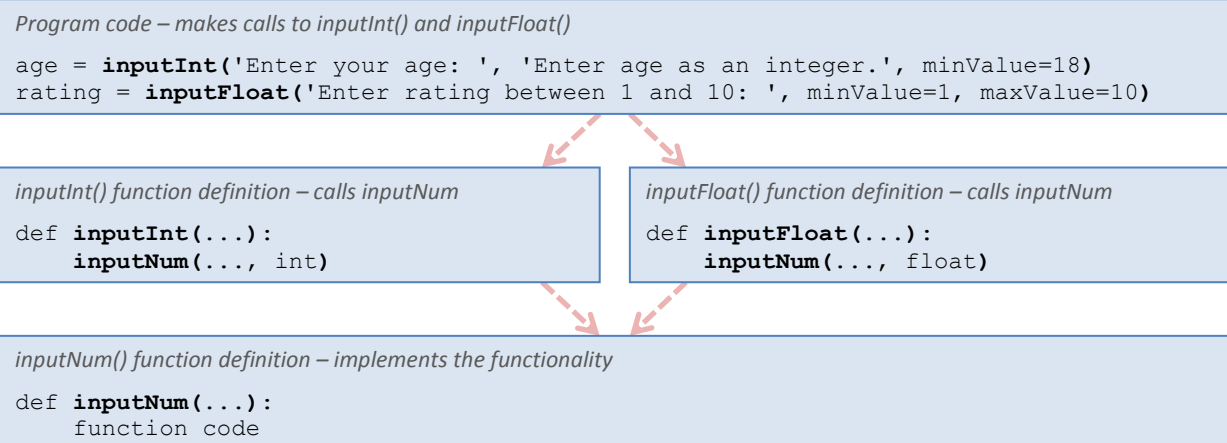 Program code – makes calls to inputInt() and inputFloat()
age = inputInt('Enter your age: ', 'Enter age as an integer.', minValue=18)
rating = inputFloat('Enter rating between 1 and 10: ', minValue=1, maxValue=10)
inputInt() function definition – calls inputNum
def inputInt(...):
    inputNum(..., int)
inputFloat() function definition – calls inputNum
def inputFloat(...):
    inputNum(..., float)
inputNum() function definition – implements the functionality
def inputNum(...):
    function code